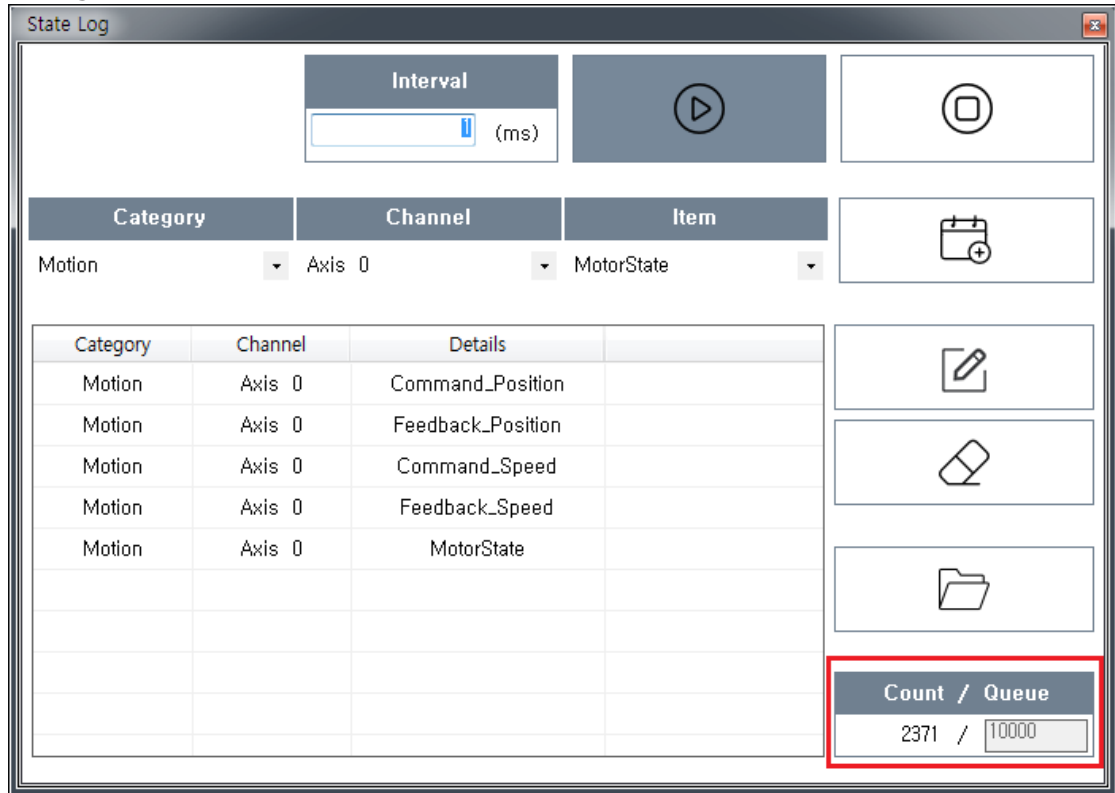 State Log
Interval
1 (ms)
Category Channel Item
Motion Axis 0 MotorState
Category Channel Details
Motion Axis 0 Command_Position
Motion Axis 0 Feedback_Position
Motion Axis 0 Command_Speed
Motion Axis 0 Feedback_Speed
Motion Axis 0 MotorState
Count / Queue
2371 / 10000